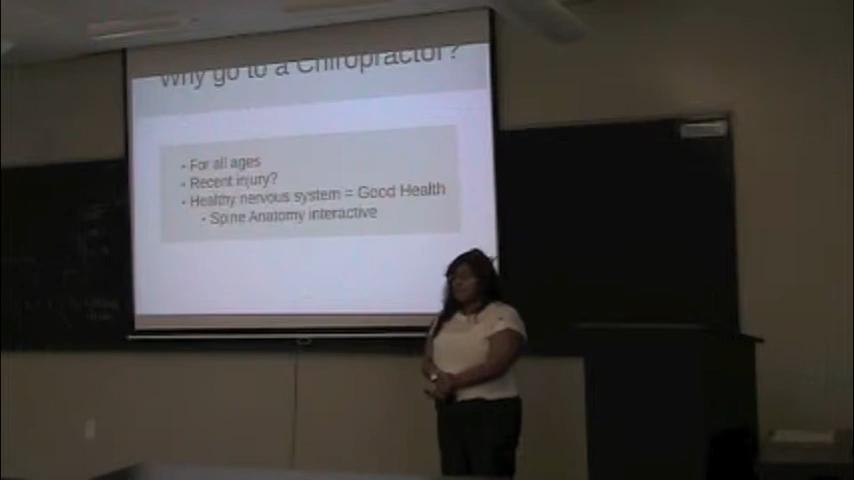 Why go to a Chiropractor?
• For all ages
• Recent injury?
• Healthy nervous system = Good Health
• Spine Anatomy interactive